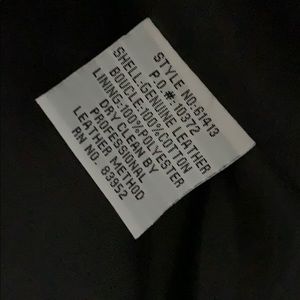 STYLE NO:61413
P.O.#:10372
SHELL:GENUINE LEATHER
BOUCLE:100%COTTON
LINING:100%POLYESTER
DRY CLEAN BY
PROFESSIONAL
LEATHER METHOD
RN NO. 83952